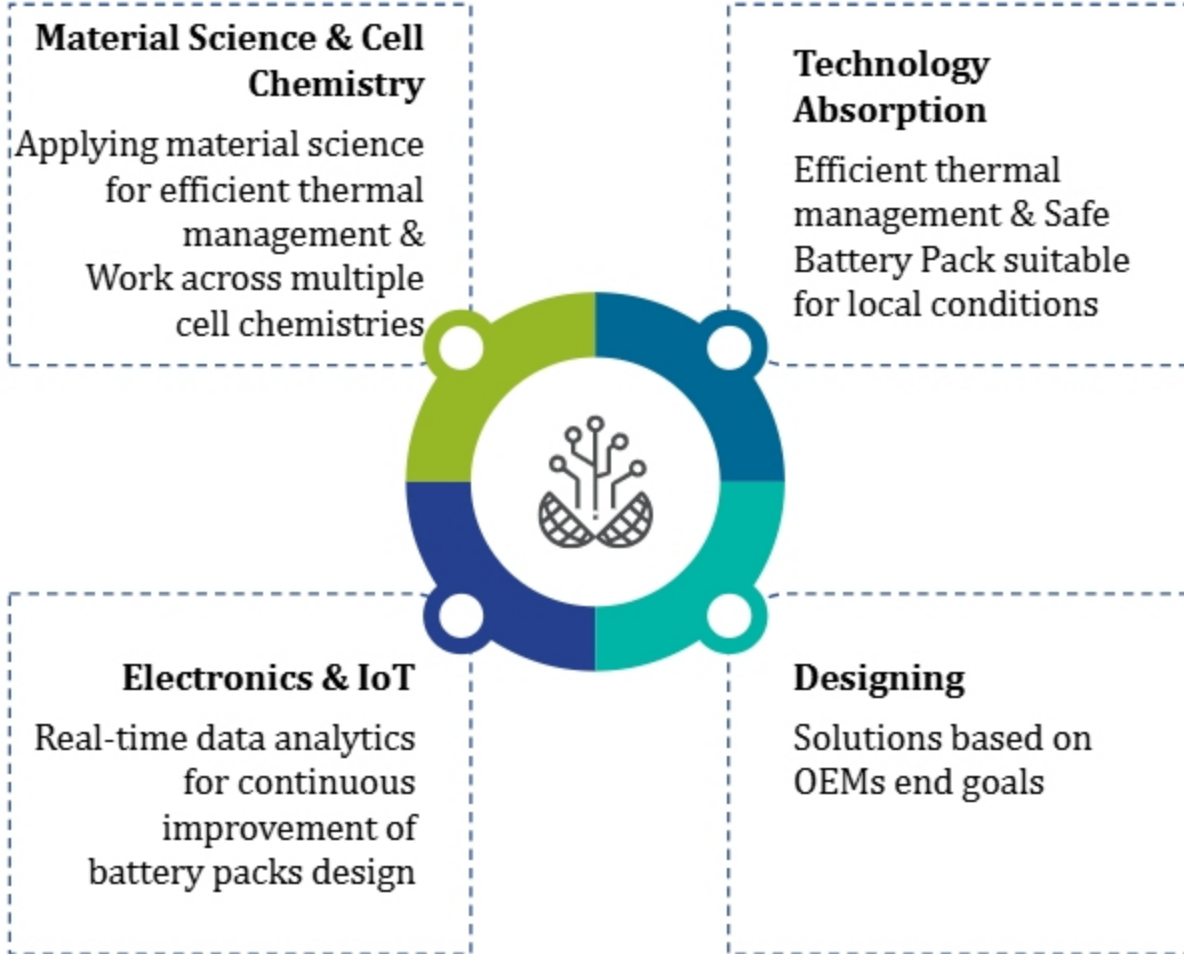 Material Science & Cell
Chemistry
Applying material science
for efficient thermal
management &
Work across multiple
cell chemistries
Technology
Absorption
Efficient thermal
management & Safe
Battery Pack suitable
for local conditions
Electronics & IoT
Real-time data analytics
for continuous
improvement of
battery packs design
Designing
Solutions based on
OEMs end goals